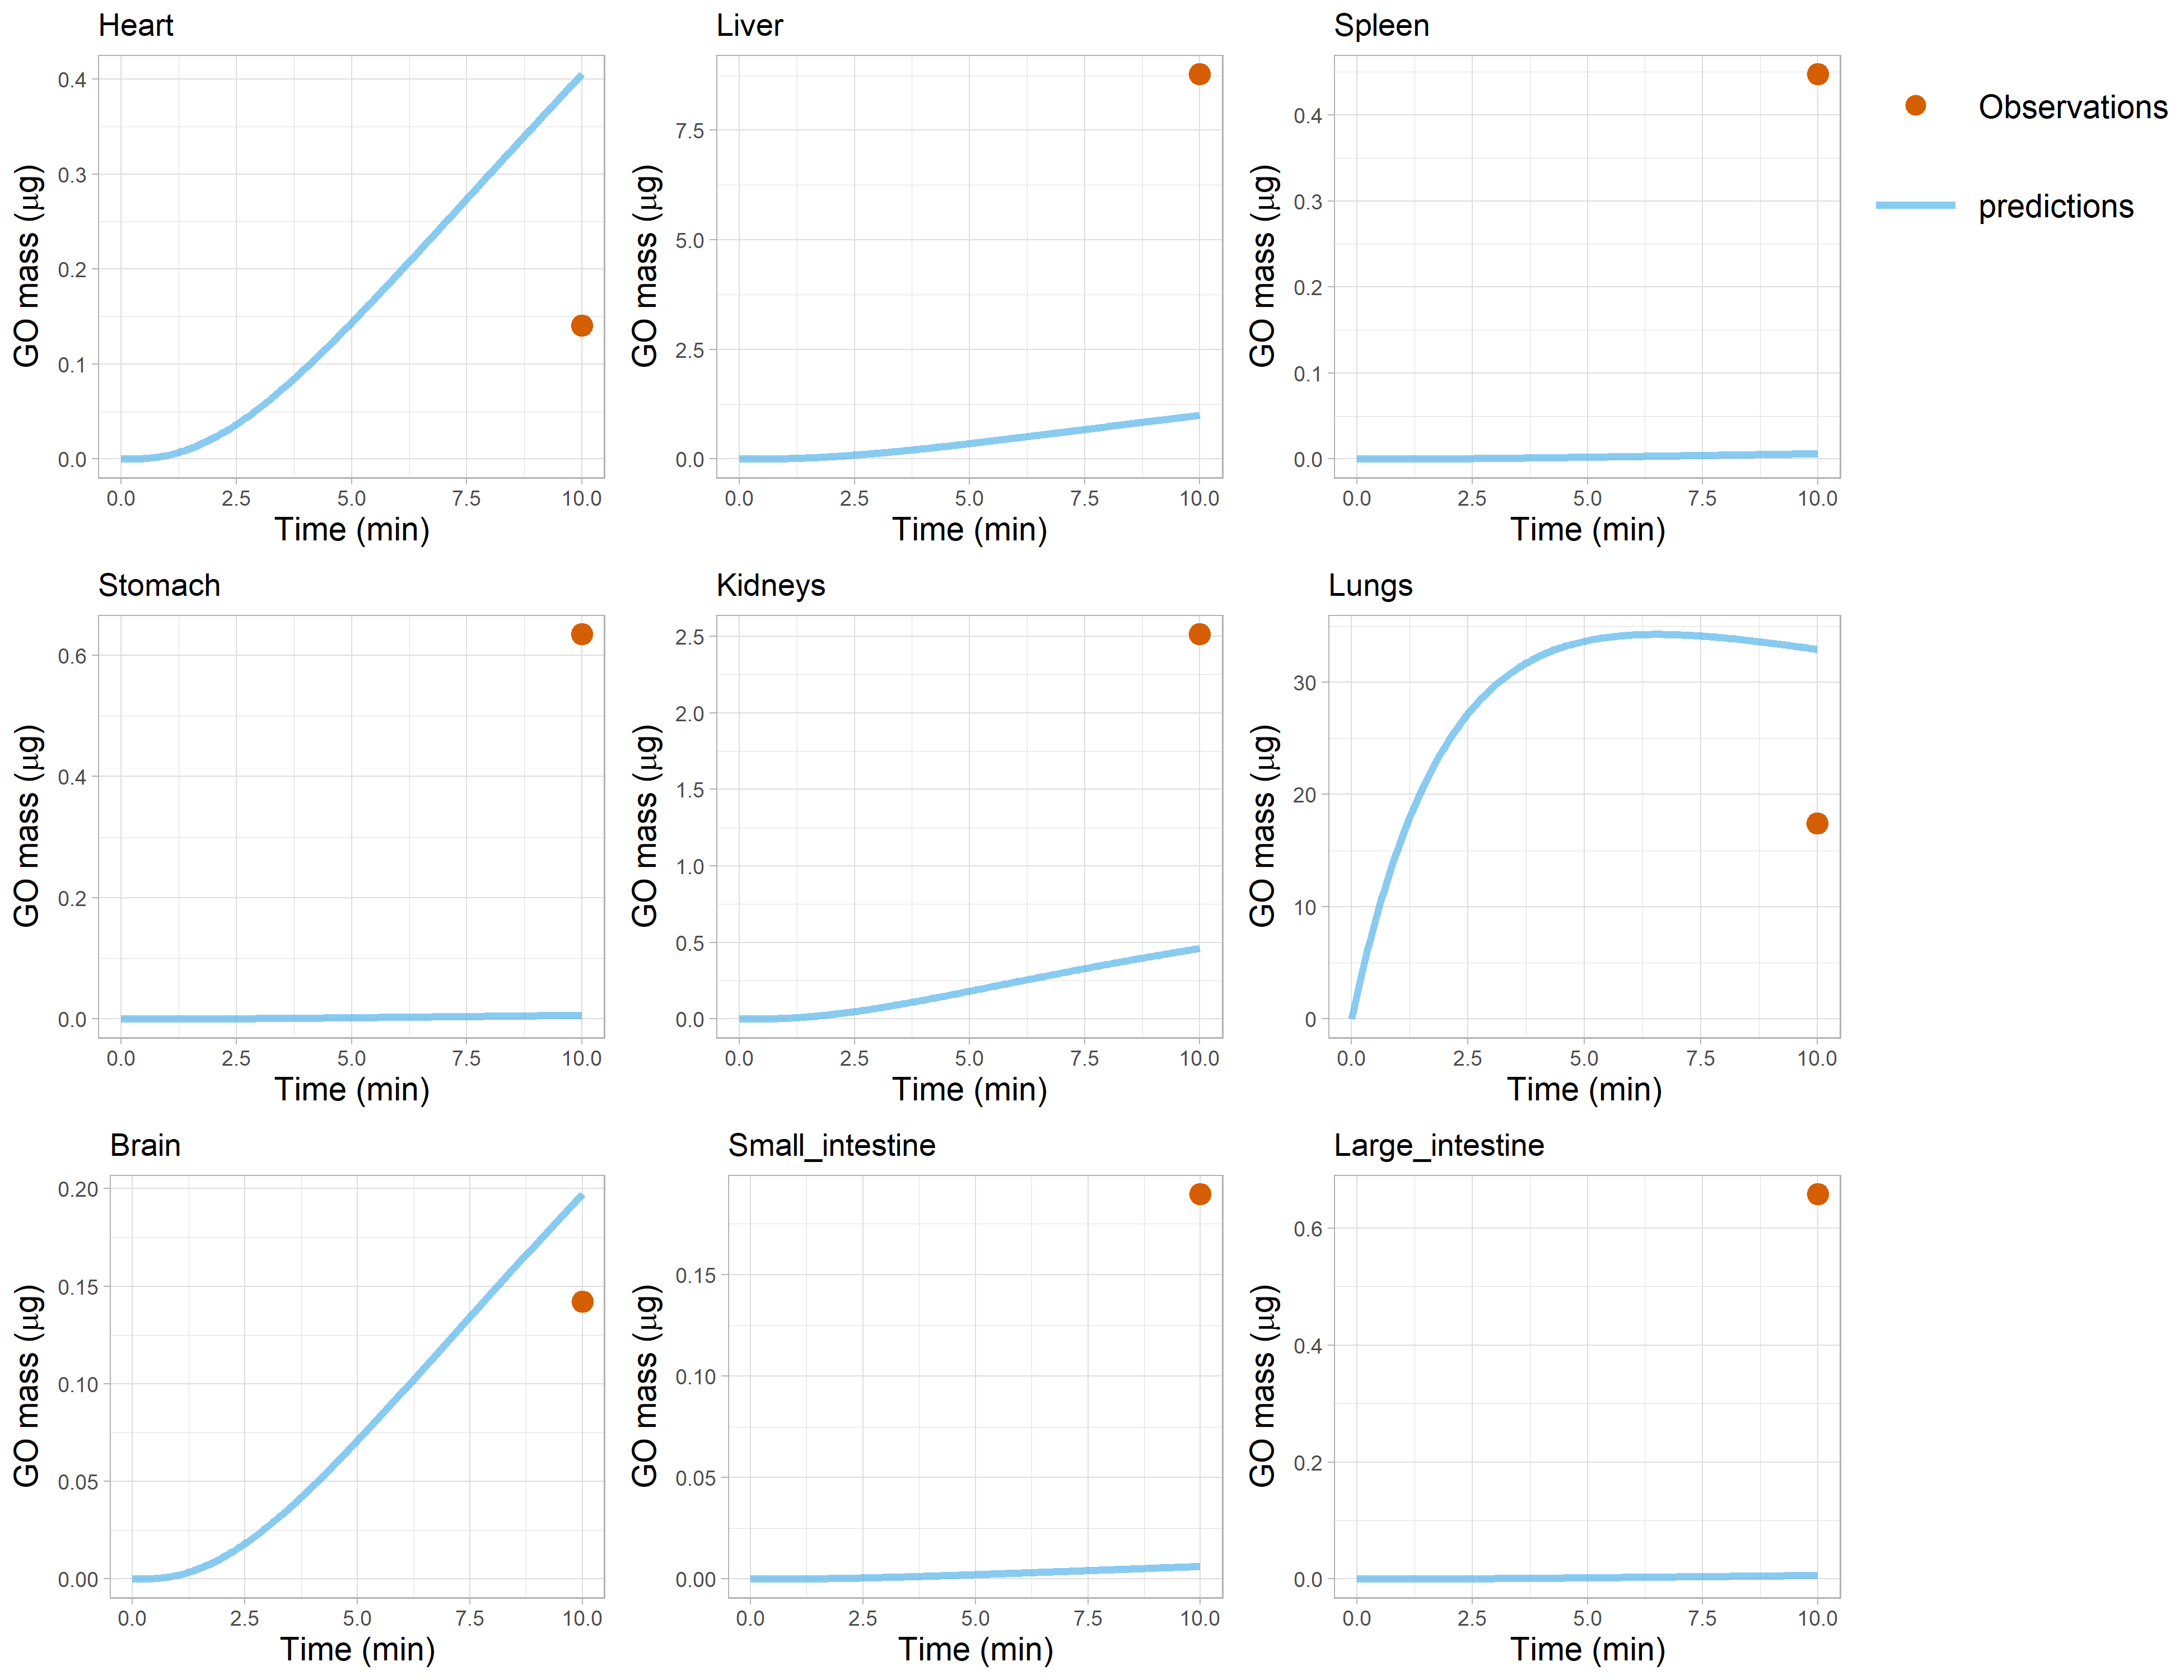 Heart
GO mass (µg)
0.4
0.3
0.2
0.1
0.0
0.0 2.5 5.0 7.5 10.0
Time (min)
Liver
GO mass (µg)
7.5
5.0
2.5
0.0
0.0 2.5 5.0 7.5 10.0
Time (min)
Spleen
GO mass (µg)
0.4
0.3
0.2
0.1
0.0
0.0 2.5 5.0 7.5 10.0
Time (min)
Observations
predictions
Stomach
GO mass (µg)
0.6
0.4
0.2
0.0
0.0 2.5 5.0 7.5 10.0
Time (min)
Kidneys
GO mass (µg)
2.5
2.0
1.5
1.0
0.5
0.0
0.0 2.5 5.0 7.5 10.0
Time (min)
Lungs
GO mass (µg)
30
20
10
0
0.0 2.5 5.0 7.5 10.0
Time (min)
Brain
GO mass (µg)
0.20
0.15
0.10
0.05
0.00
0.0 2.5 5.0 7.5 10.0
Time (min)
Small_intestine
GO mass (µg)
0.15
0.10
0.05
0.00
0.0 2.5 5.0 7.5 10.0
Time (min)
Large_intestine
GO mass (µg)
0.6
0.4
0.2
0.0
0.0 2.5 5.0 7.5 10.0
Time (min)